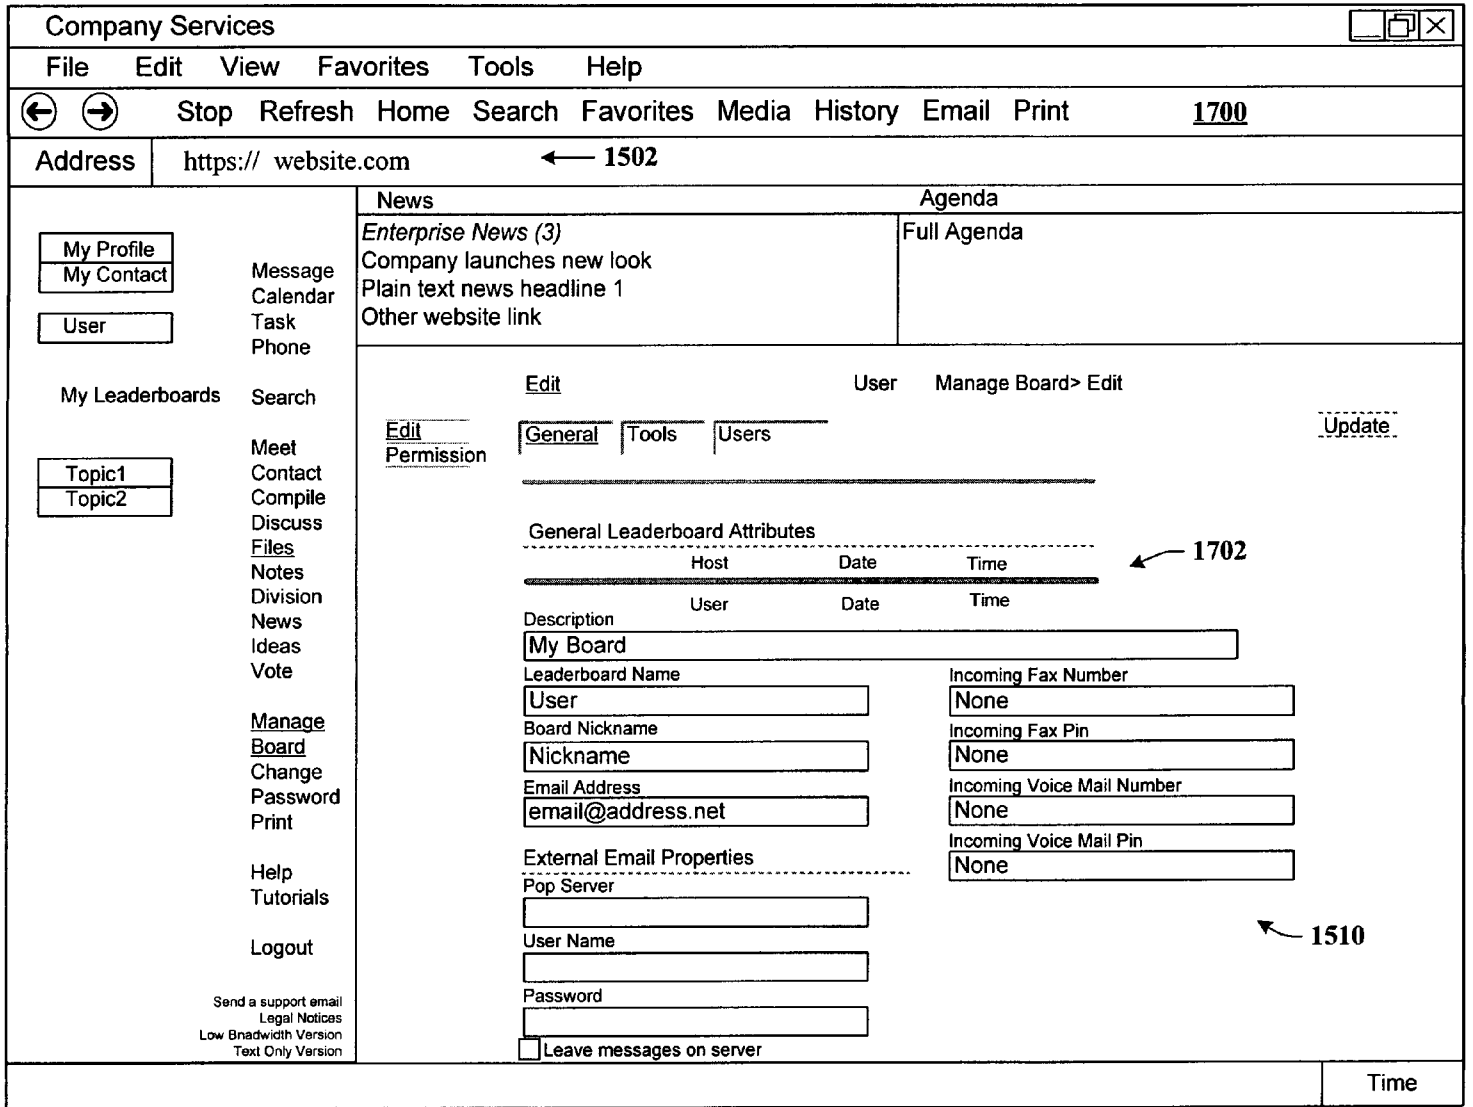 Company Services
File Edit View Favorites Tools Help
Stop Refresh Home Search Favorites Media History Email Print 1700
Address https:// website.com 1502
My Profile
My Contact
User
My Leaderboards
Topic1
Topic2
Message
Calendar
Task
Phone
Search
Meet
Contact
Compile
Discuss
Files
Notes
Division
News
Ideas
Vote
Manage
Board
Change
Password
Print
Help
Tutorials
Logout
Send a support email
Legal Notices
Low Bnadwidth Version
Text Only Version
News Agenda
Enterprise News (3)
Company launches new look
Plain text news headline 1
Other website link
Full Agenda
Edit User Manage Board> Edit
Edit
Permission
General Tools Users
Update
General Leaderboard Attributes
1702
Host Date Time
User Date Time
Description
My Board
Leaderboard Name
User
Board Nickname
Nickname
Email Address
email@address.net
External Email Properties
Pop Server
User Name
Password
Leave messages on server
Incoming Fax Number
None
Incoming Fax Pin
None
Incoming Voice Mail Number
None
Incoming Voice Mail Pin
None
1510
Time